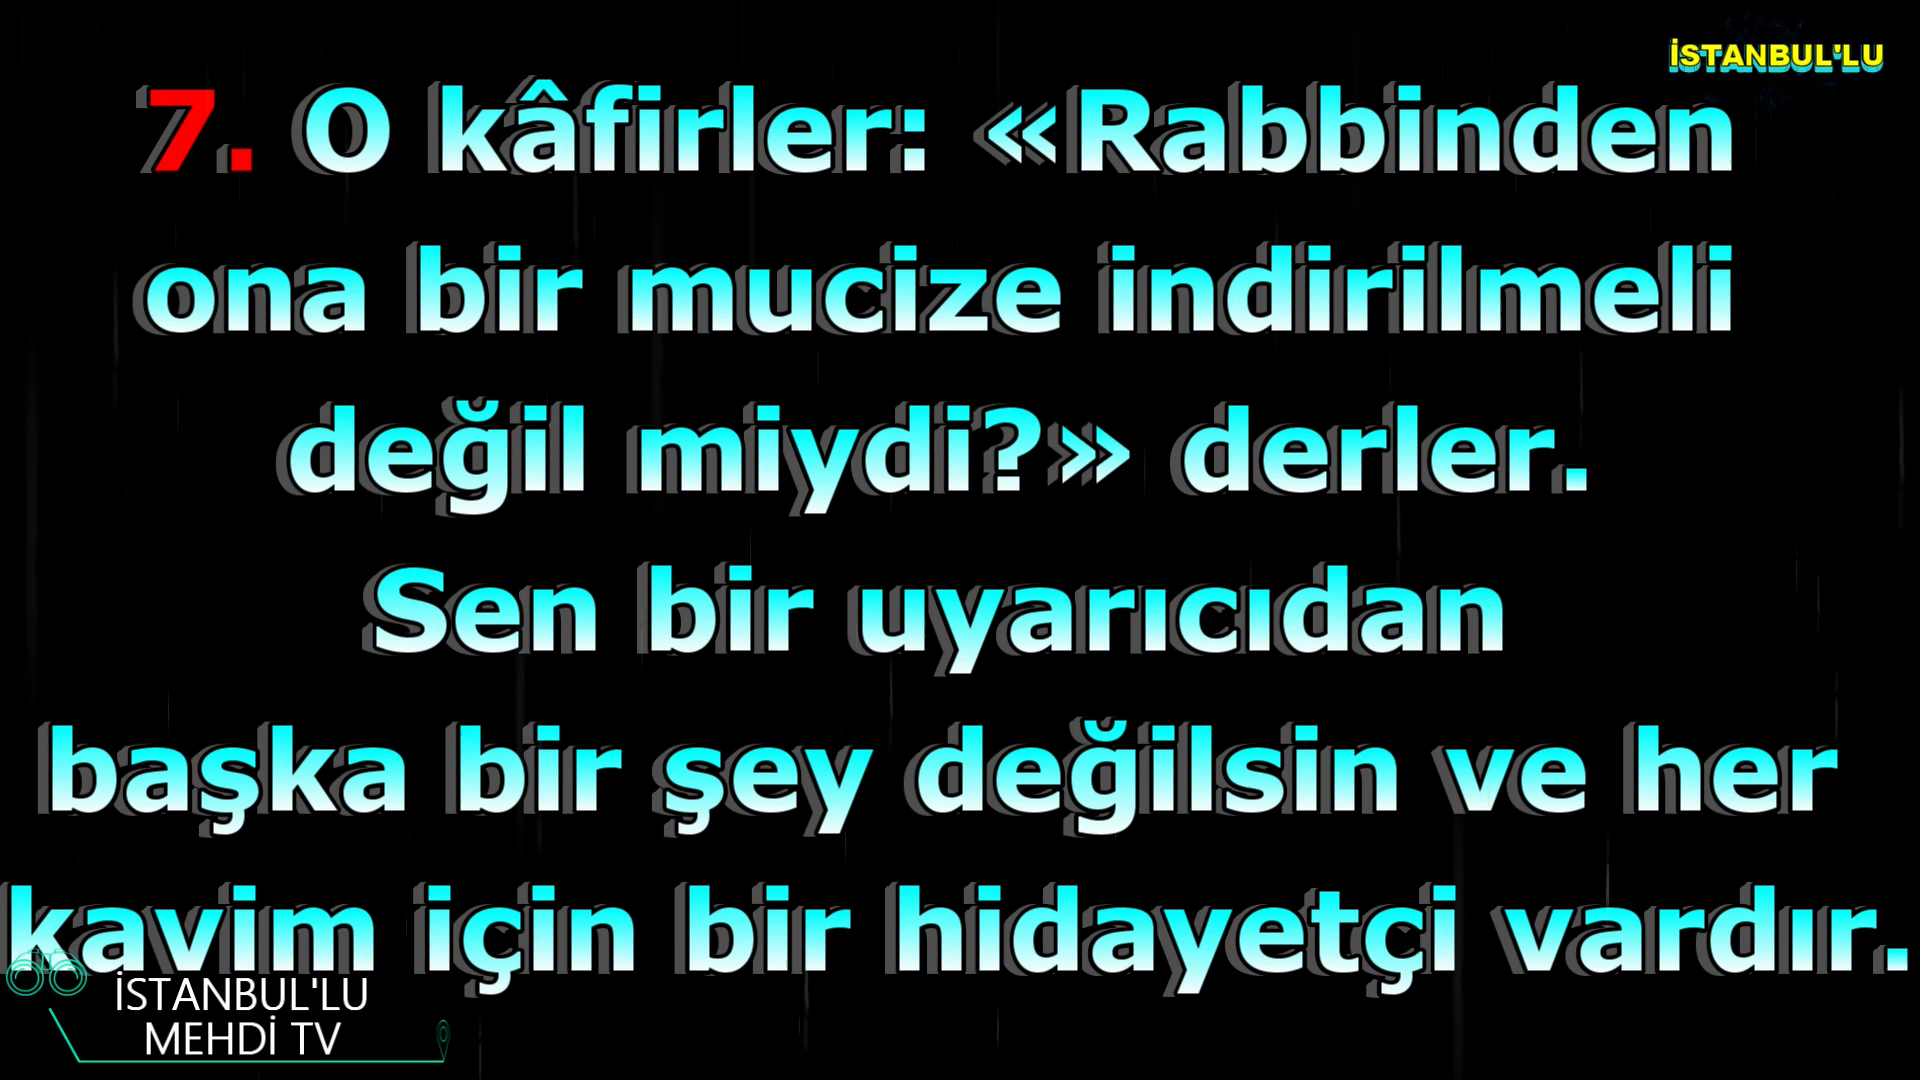 İSTANBUL'LU
7. O kâfirler: «Rabbinden
ona bir mucize indirilmeli
değil miydi?» derler.
Sen bir uyarıcıdan
başka bir şey değilsin ve her
kavim için bir hidayetçi vardır.
İSTANBUL'LU
MEHDİ TV